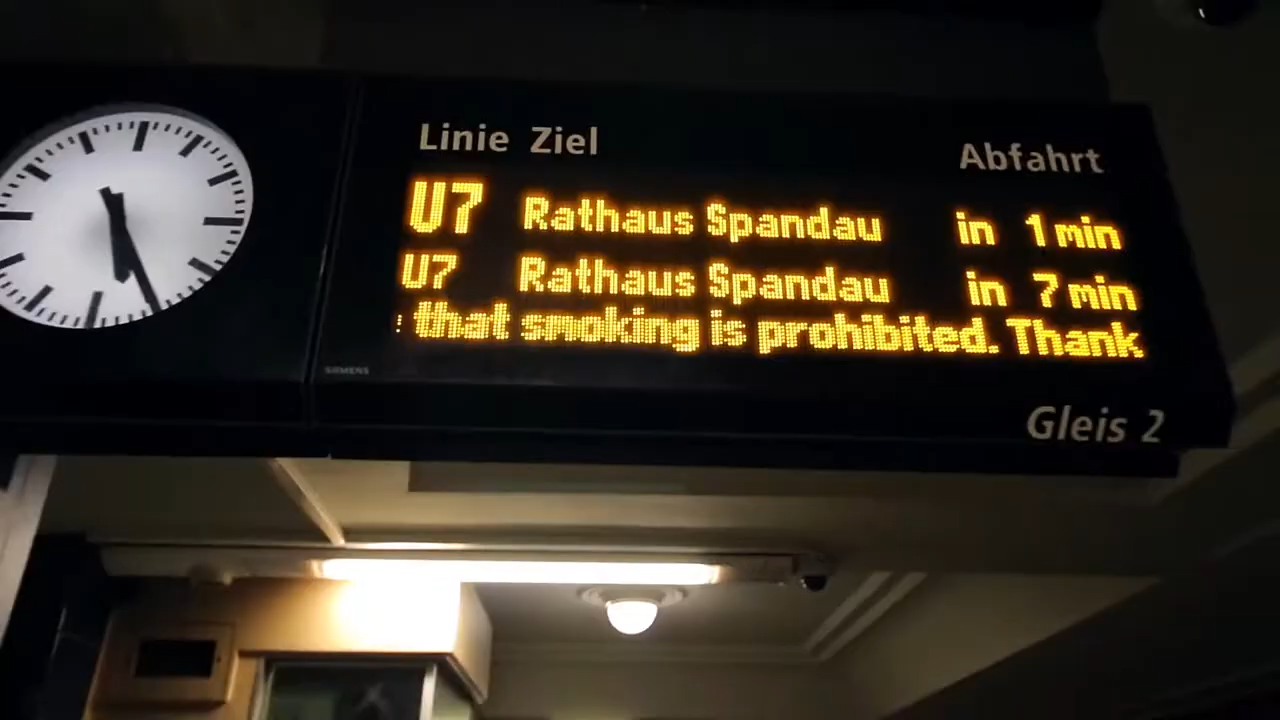 Linie Ziel Abfahrt
U7 Rathaus Spandau in 1 min
U7 Rathaus Spandau in 7 min
that smoking is prohibited. Thank
SIEMENS
Gleis 2